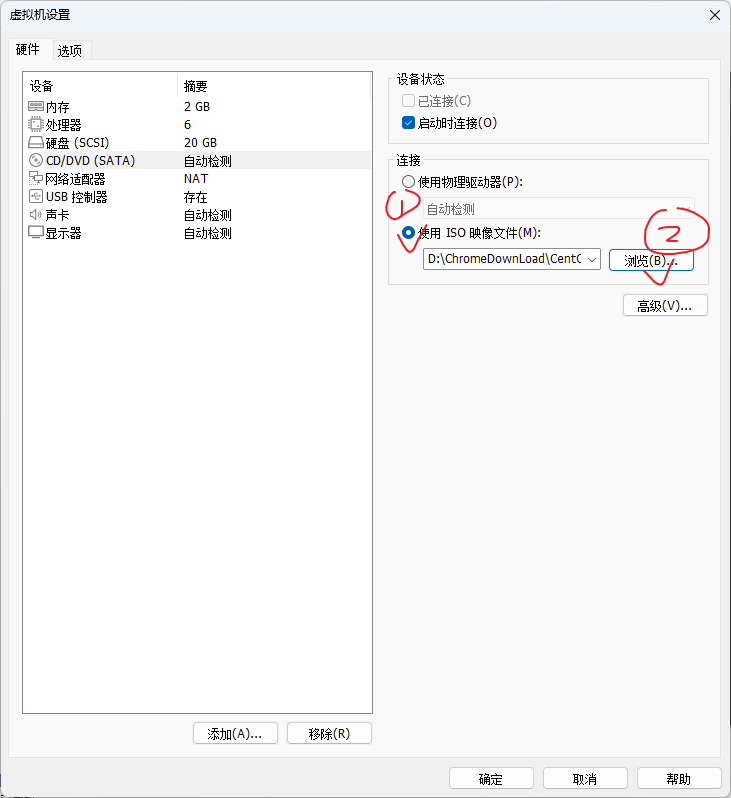 虚拟机设置
硬件 选项
设备 摘要
内存 2 GB
处理器 6
硬盘 (SCSI) 20 GB
CD/DVD (SATA) 自动检测
网络适配器 NAT
USB 控制器 存在
声卡 自动检测
显示器 自动检测
添加(A)... 移除(R)
设备状态
已连接(C)
启动时连接(O)
连接
使用物理驱动器(P):
1
自动检测
使用 ISO 映像文件(M):
2
D:\ChromeDownLoad\CentC
浏览(B)...
高级(V)...
确定 取消 帮助